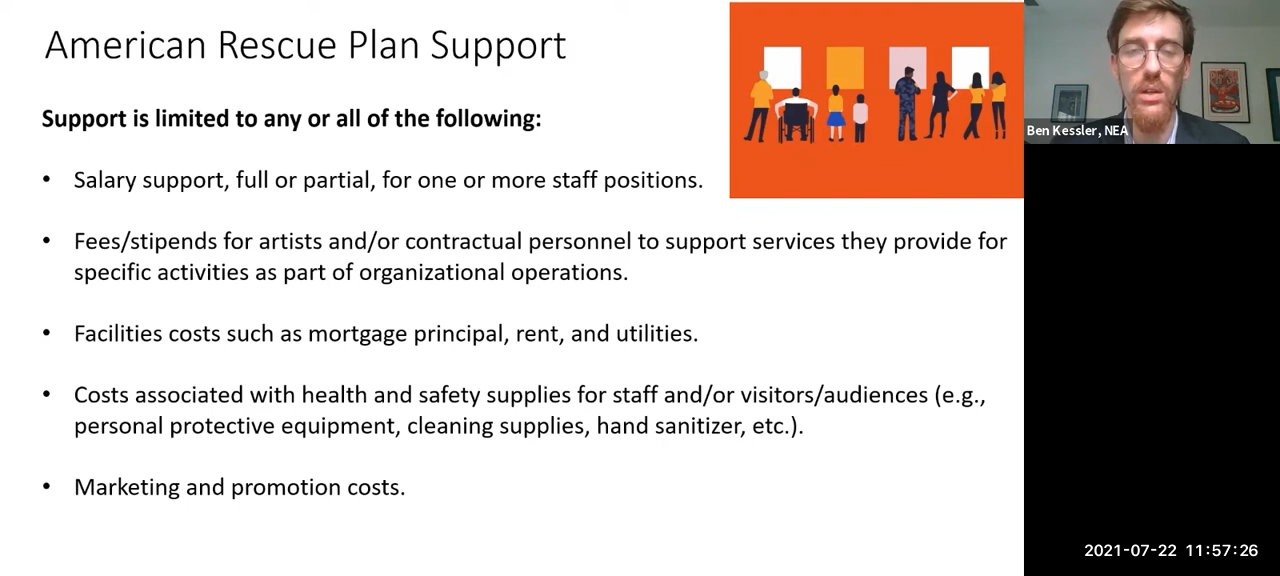 American Rescue Plan Support
Support is limited to any or all of the following:
• Salary support, full or partial, for one or more staff positions.
• Fees/stipends for artists and/or contractual personnel to support services they provide for
specific activities as part of organizational operations.
• Facilities costs such as mortgage principal, rent, and utilities.
• Costs associated with health and safety supplies for staff and/or visitors/audiences (e.g.,
personal protective equipment, cleaning supplies, hand sanitizer, etc.).
• Marketing and promotion costs.
Ben Kessler, NEA
2021-07-22 11:57:26